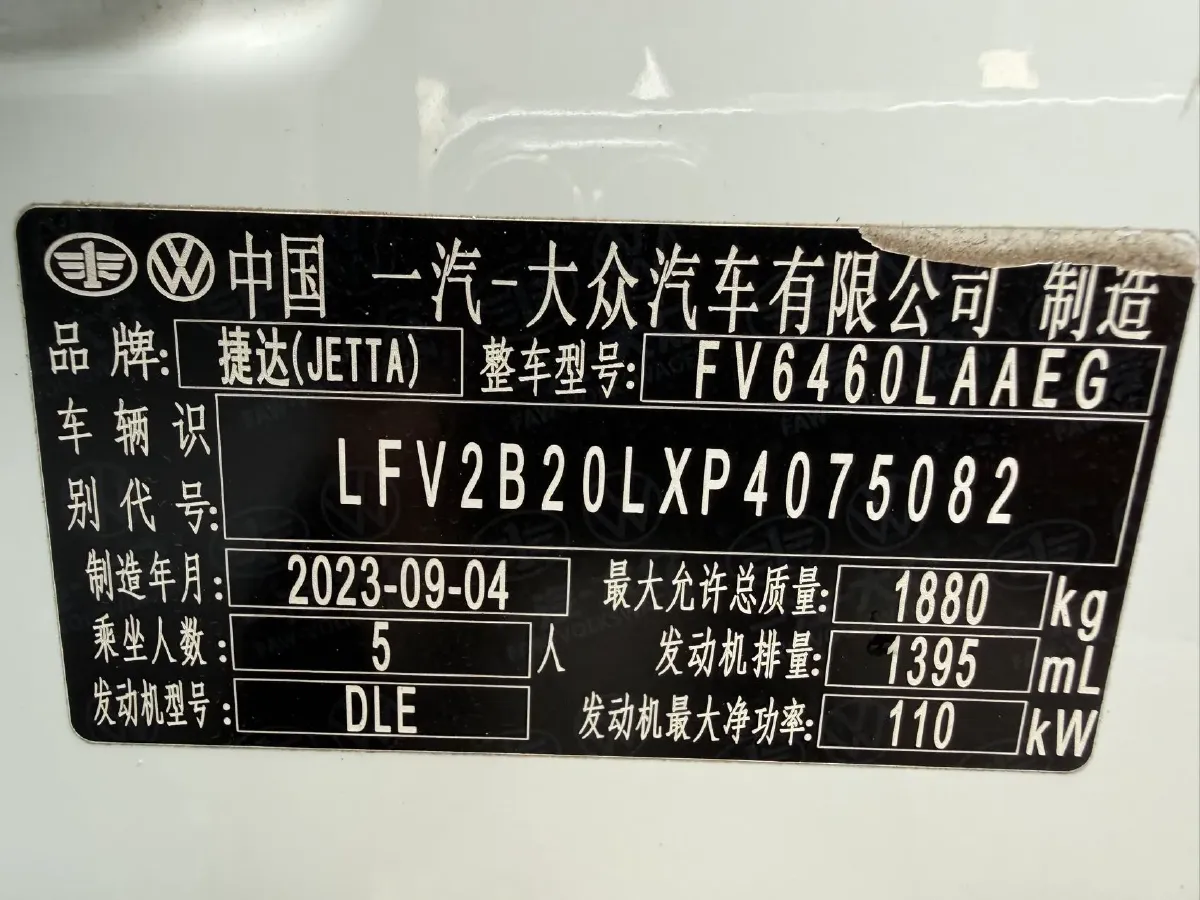 中国 一汽-大众汽车有限公司 制造
品牌: 捷达(JETTA) 整车型号: FV6460LAAEG
车辆识别代号: LFV2B20LXP4075082
制造年月: 2023-09-04 最大允许总质量: 1880 kg
乘坐人数: 5 人 发动机排量: 1395 mL
发动机型号: DLE 发动机最大净功率: 110 kW